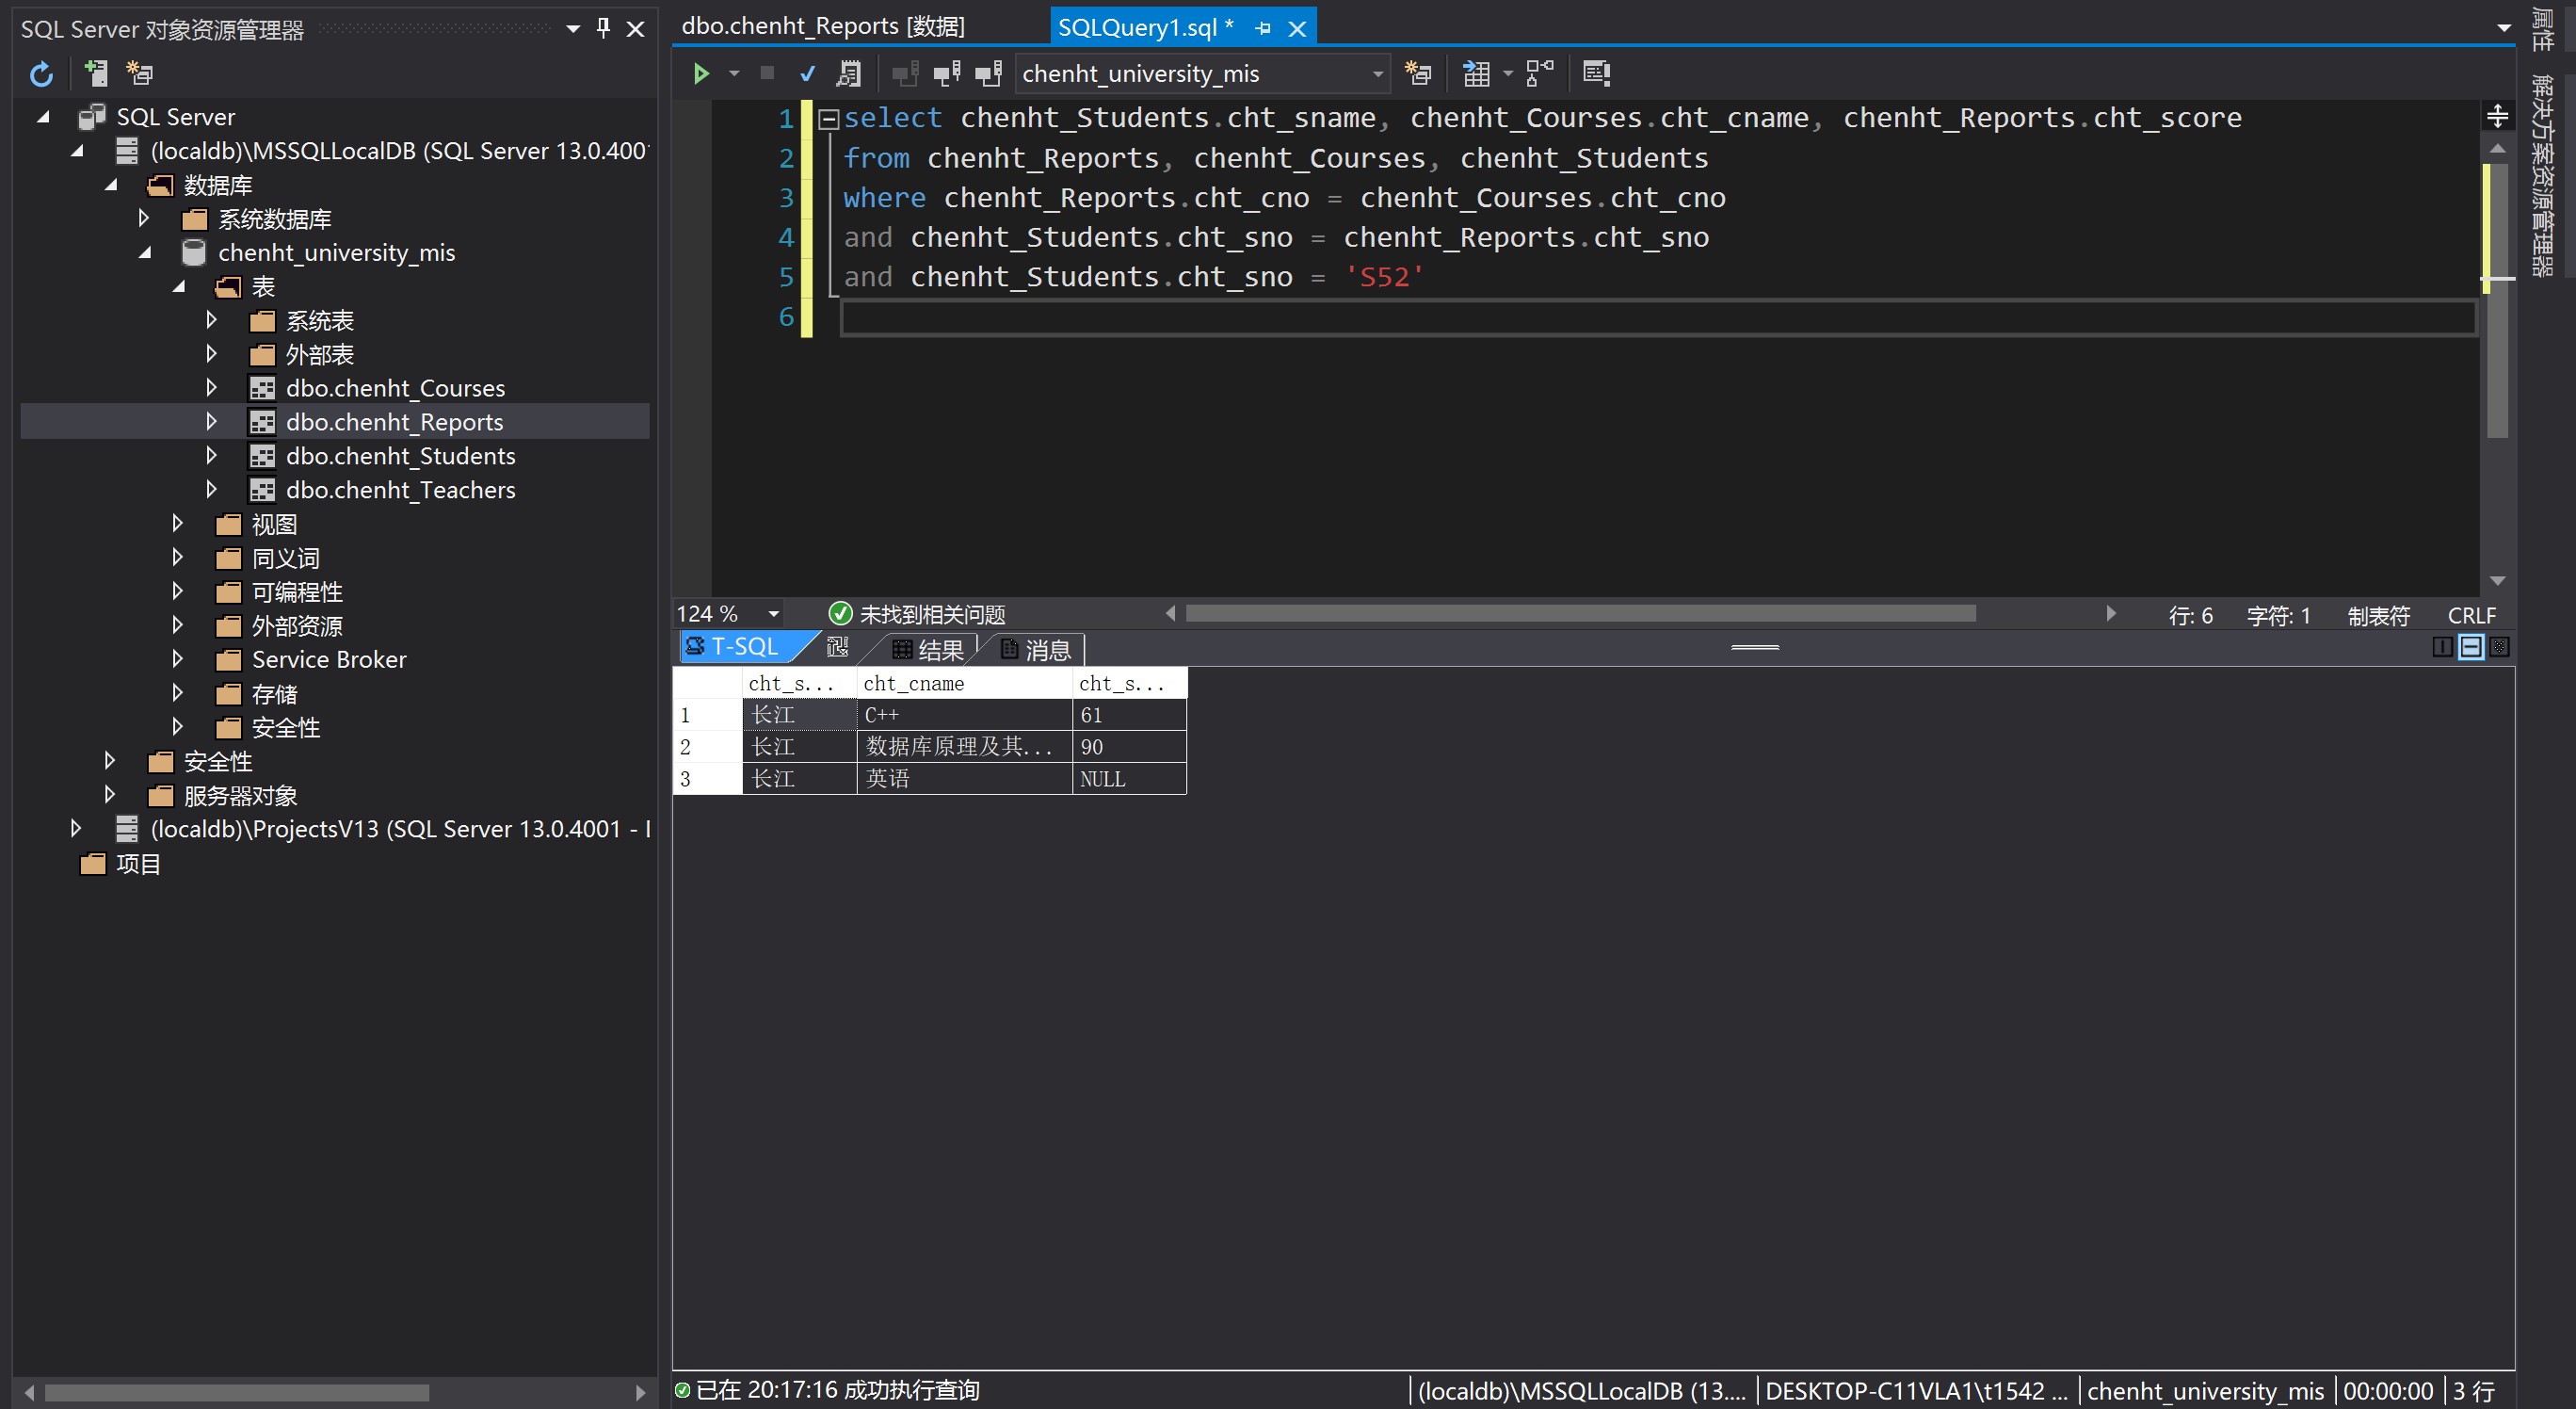 SQL Server 对象资源管理器
SQL Server
(localdb)\MSSQLLocalDB (SQL Server 13.0.400
数据库
系统数据库
chenht_university_mis
表
系统表
外部表
dbo.chenht_Courses
dbo.chenht_Reports
dbo.chenht_Students
dbo.chenht_Teachers
视图
同义词
可编程性
外部资源
Service Broker
存储
安全性
安全性
服务器对象
(localdb)\ProjectsV13 (SQL Server 13.0.4001 -
项目
dbo.chenht_Reports [数据]
SQLQuery1.sql *
chenht_university_mis
1 select chenht_Students.cht_sname, chenht_Courses.cht_cname, chenht_Reports.cht_score
2 from chenht_Reports, chenht_Courses, chenht_Students
3 where chenht_Reports.cht_cno = chenht_Courses.cht_cno
4 and chenht_Students.cht_sno = chenht_Reports.cht_sno
5 and chenht_Students.cht_sno = 'S52'
6
124 % 未找到相关问题 行: 6 字符: 1 制表符 CRLF
T-SQL 结果 消息
cht_s... cht_cname cht_s...
1 长江 C++ 61
2 长江 数据库原理及其... 90
3 长江 英语 NULL
已在 20:17:16 成功执行查询 (localdb)\MSSQLLocalDB (13.... DESKTOP-C11VLA1\t1542 ... chenht_university_mis 00:00:00 3 行
属性
解决方案资源管理器